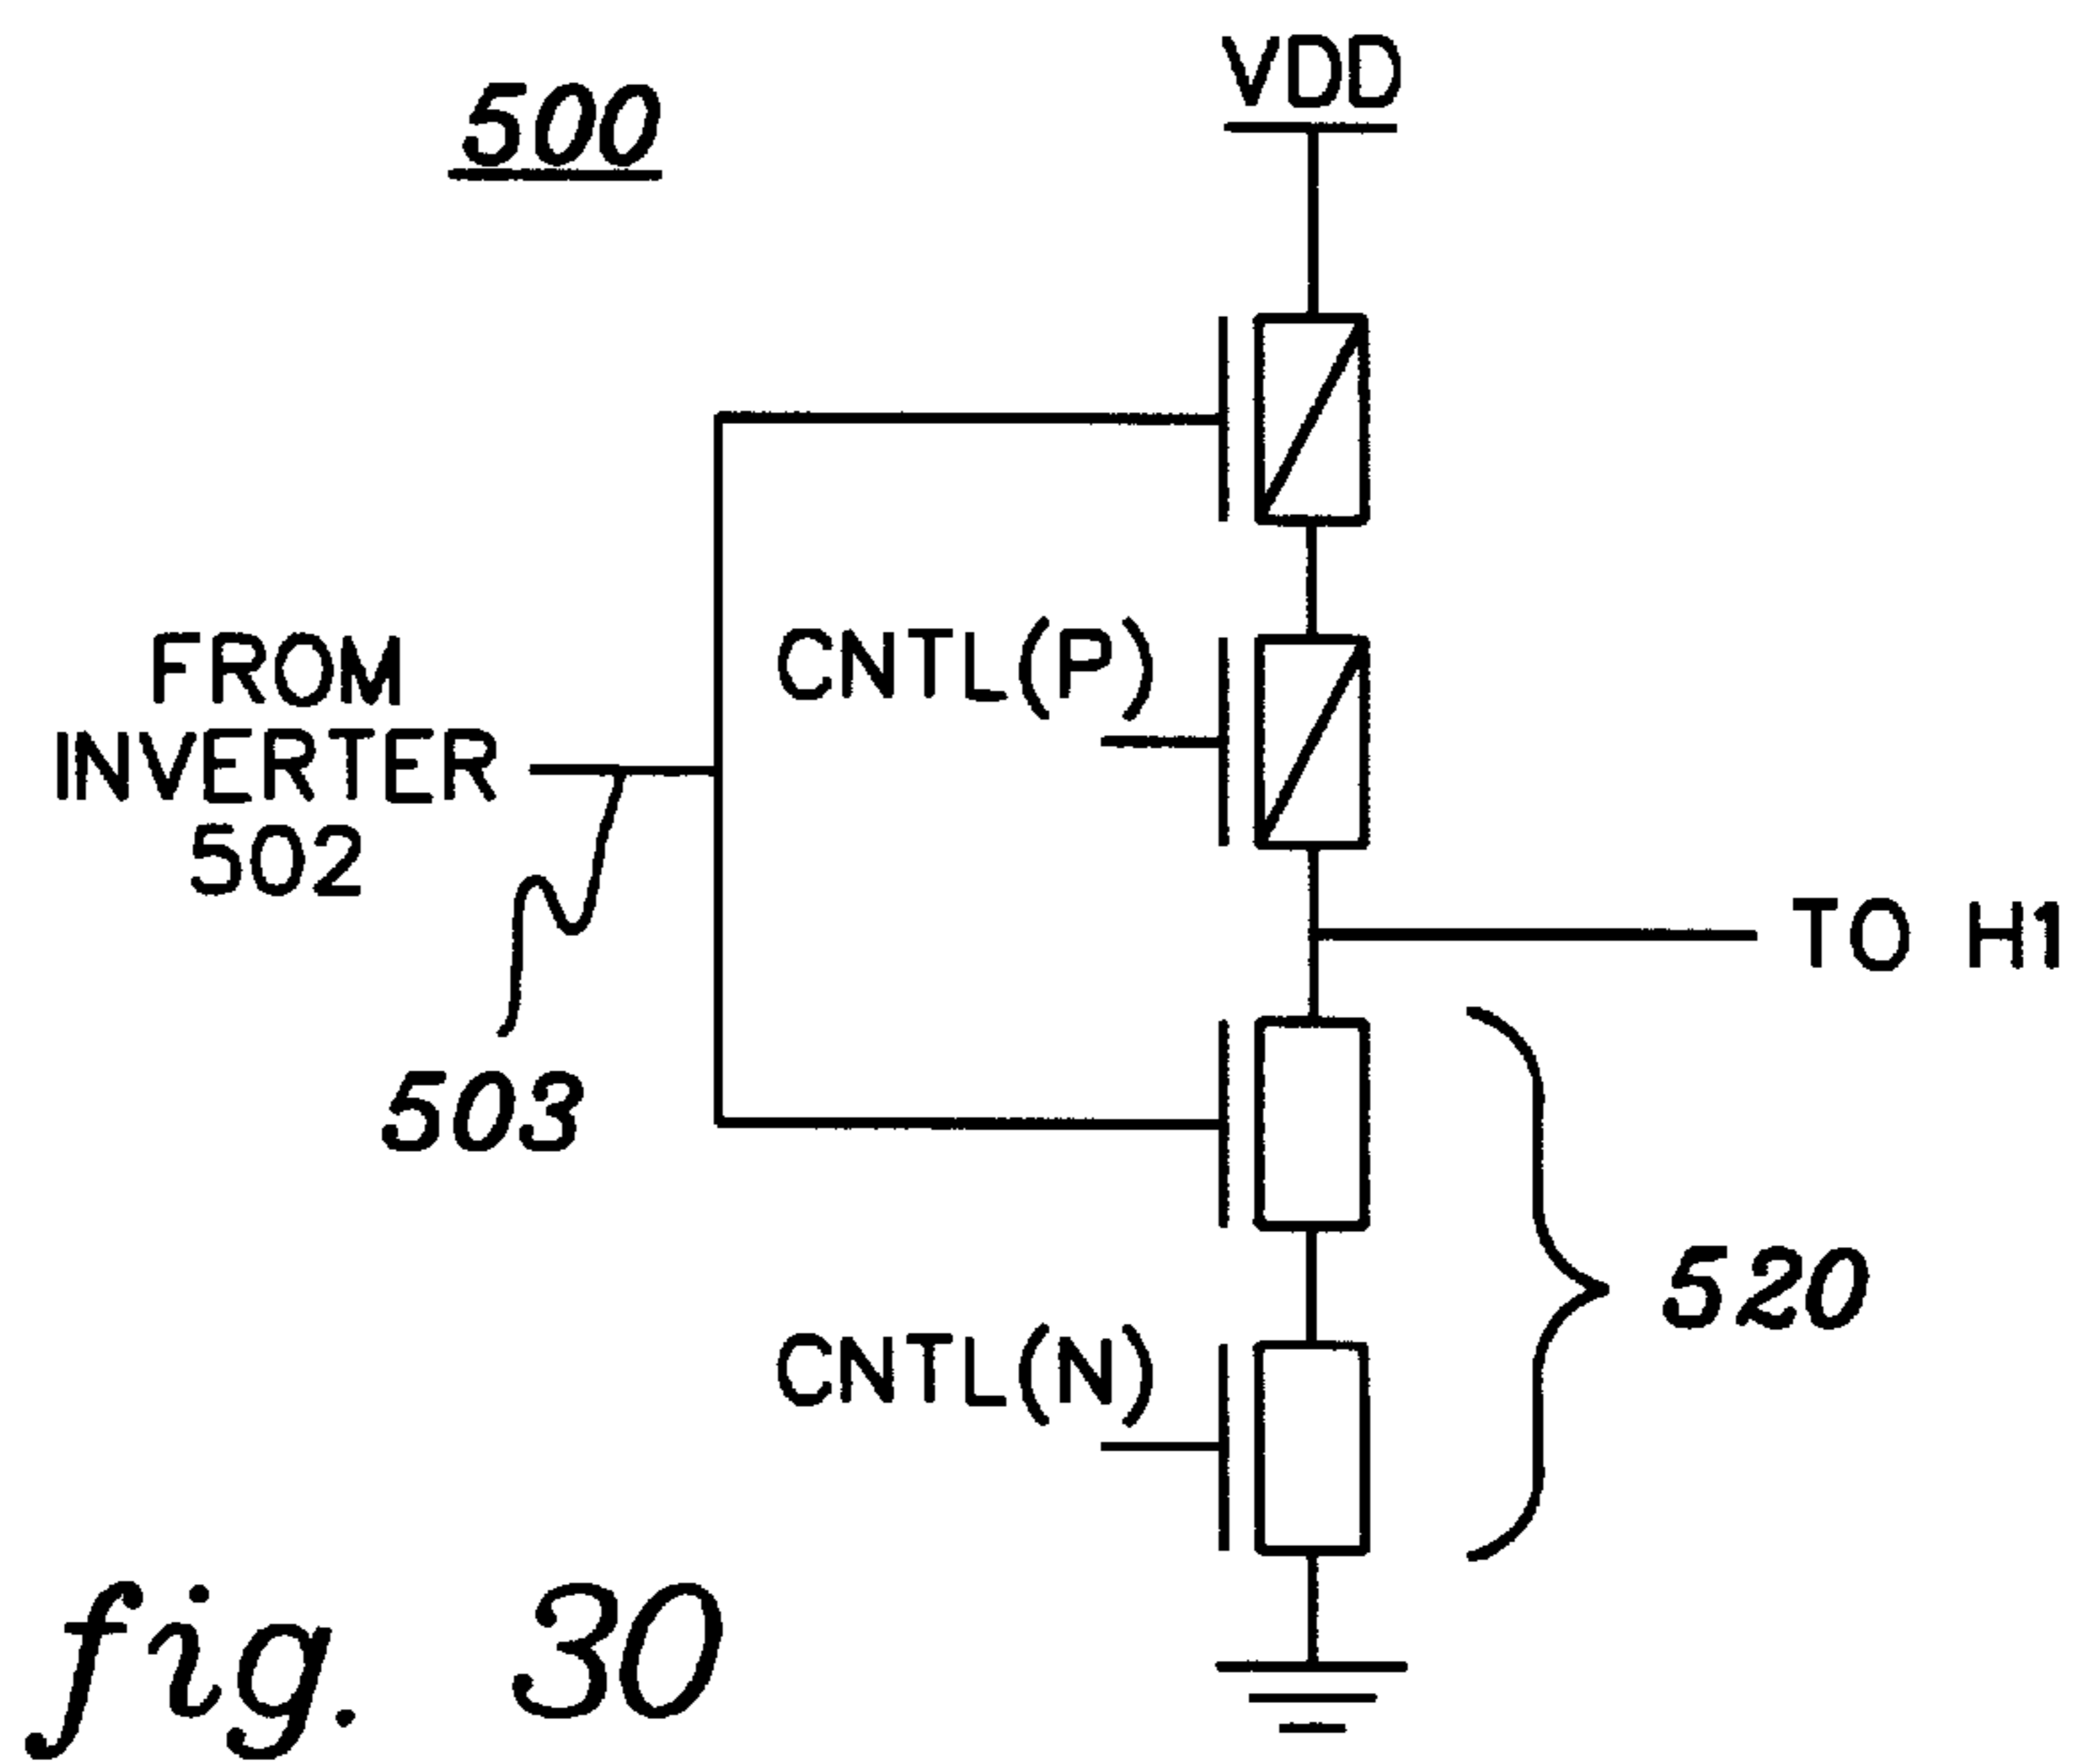 500
VDD
CNTL(P)
FROM
INVERTER
502
TO H1
503
520
CNTL(N)
fig. 30